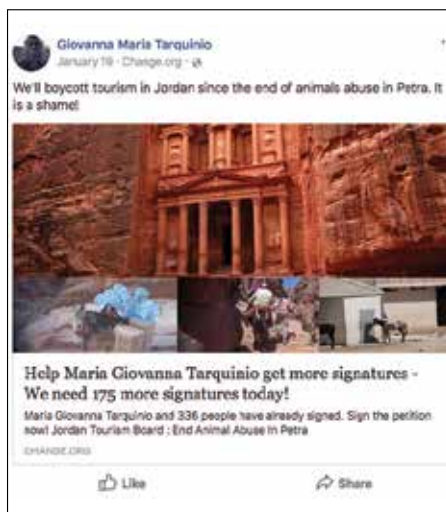 Giovanna Maria Tarquinio
January 19 · Change.org ·
We'll boycott tourism in Jordan since the end of animals abuse in Petra. It
is a shame!
Help Maria Giovanna Tarquinio get more signatures -
We need 175 more signatures today!
Maria Giovanna Tarquinio and 336 people have already signed. Sign the petition
now! Jordan Tourism Board : End Animal Abuse In Petra
CHANGE.ORG
Like
Share